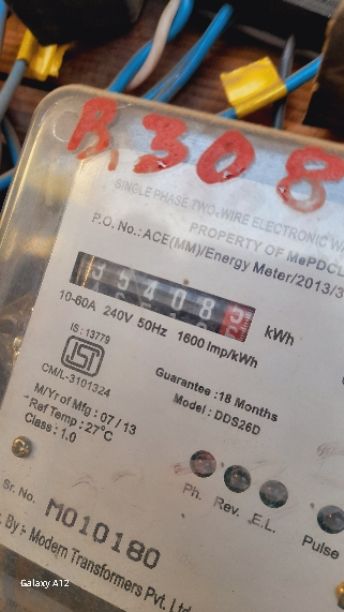 B, 308
SINGLE PHASE TWO-WIRE ELECTRONIC
PROPERTY OF MePDCL
P.O. No.: ACE(MM)/Energy Meter/2013/3
35408
kWh
10-60A 240V 50Hz 1600 Imp/kWh
IS : 13779
ISI
CM/L-3101324
Guarantee : 18 Months
Model : DDS26D
M/Yr of Mfg : 07 / 13
Ref Temp : 27°C
Class : 1.0
Ph. Rev. E.L. Pulse
Sr. No. M010180
By :- Modern Transformers Pvt. Ltd
Galaxy A12